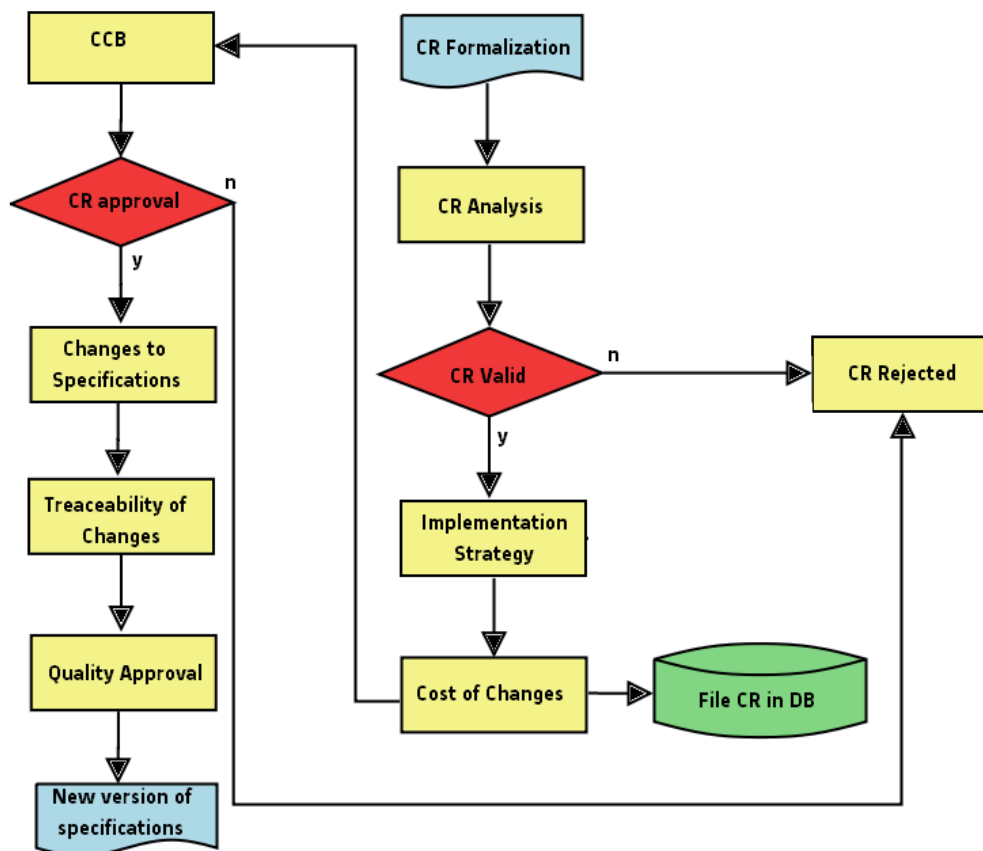 CCB
CR approval
n
y
Changes to
Specifications
Treaceability of
Changes
Quality Approval
New version of
specifications
CR Formalization
CR Analysis
CR Valid
n
y
Implementation
Strategy
Cost of Changes
File CR in DB
CR Rejected